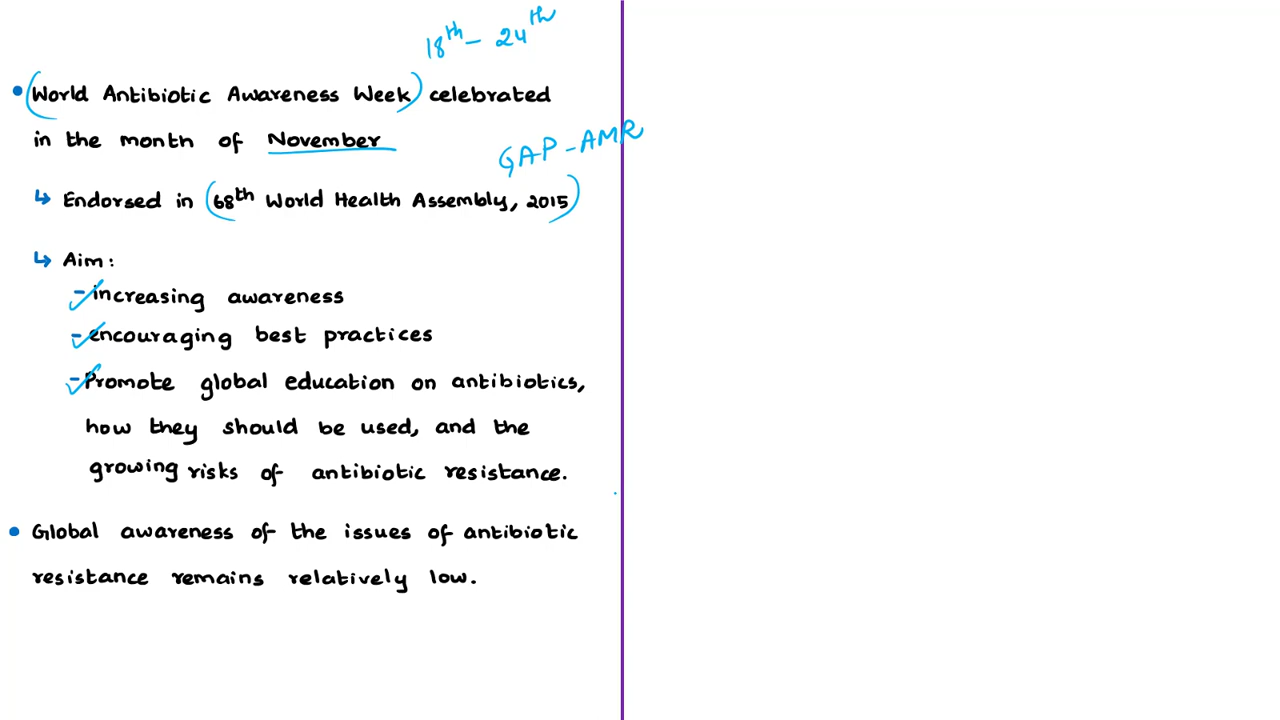 18th - 24th
• (World Antibiotic Awareness Week) celebrated
in the month of November
GAP - AMR
↳ Endorsed in (68th World Health Assembly, 2015)
↳ Aim:
- increasing awareness
- encouraging best practices
- Promote global education on antibiotics,
how they should be used, and the
growing risks of antibiotic resistance.
• Global awareness of the issues of antibiotic
resistance remains relatively low.